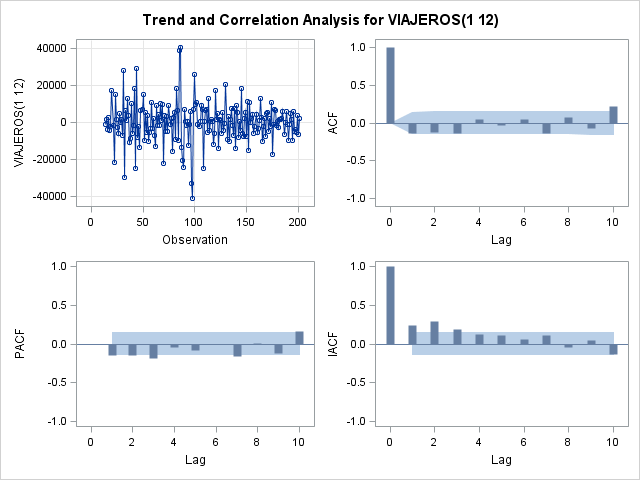 Trend and Correlation Analysis for VIAJEROS(1 12)
VIAJEROS(1 12)
40000
20000
0
-20000
-40000
0 50 100 150 200
Observation
ACF
1.0
0.5
0.0
-0.5
-1.0
0 2 4 6 8 10
Lag
PACF
1.0
0.5
0.0
-0.5
-1.0
0 2 4 6 8 10
Lag
IACF
1.0
0.5
0.0
-0.5
-1.0
0 2 4 6 8 10
Lag